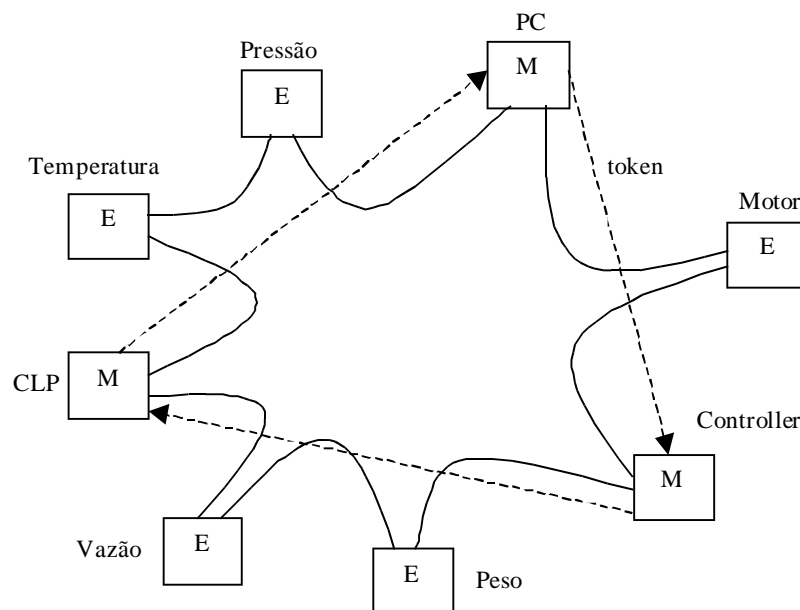 PC
M
Pressão
E
Temperatura
E
token
Motor
E
CLP
M
Controller
M
Vazão
E
E
Peso